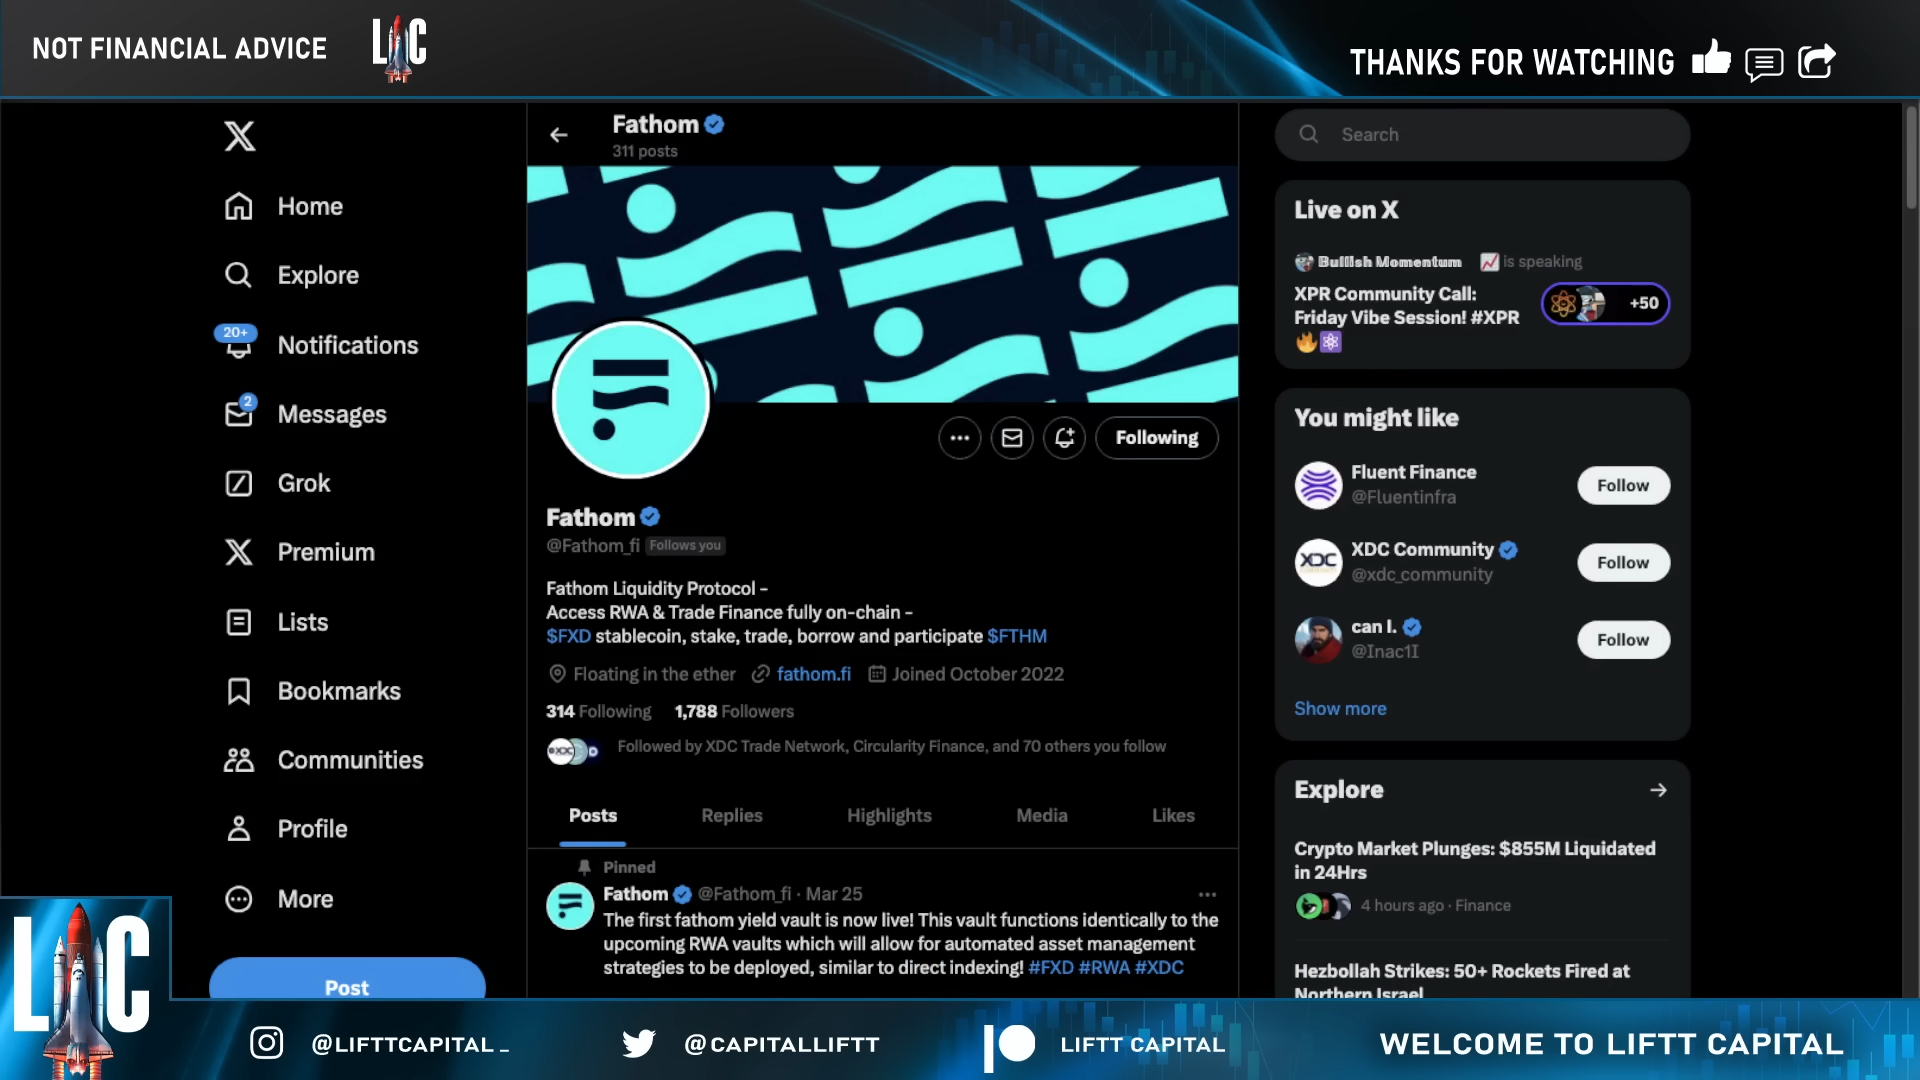 NOT FINANCIAL ADVICE
LC
THANKS FOR WATCHING
Home
Explore
20+
Notifications
2
Messages
Grok
Premium
Lists
Bookmarks
Communities
Profile
More
Post
Fathom
311 posts
Following
Fathom
@Fathom_fi Follows you
Fathom Liquidity Protocol -
Access RWA & Trade Finance fully on-chain -
$FXD stablecoin, stake, trade, borrow and participate $FTHM
Floating in the ether fathom.fi Joined October 2022
314 Following 1,788 Followers
XDC
Followed by XDC Trade Network, Circularity Finance, and 70 others you follow
Posts Replies Highlights Media Likes
Pinned
Fathom @Fathom_fi · Mar 25
The first fathom yield vault is now live! This vault functions identically to the
upcoming RWA vaults which will allow for automated asset management
strategies to be deployed, similar to direct indexing! #FXD #RWA #XDC
Search
Live on X
Bullish Momentum is speaking
XPR Community Call:
Friday Vibe Session! #XPR
+50
You might like
Fluent Finance
@Fluentinfra
Follow
XDC
XDC Community
@xdc_community
Follow
can I.
@Inac1I
Follow
Show more
Explore
Crypto Market Plunges: $855M Liquidated
in 24Hrs
4 hours ago · Finance
Hezbollah Strikes: 50+ Rockets Fired at
Northern Israel
LC
@LIFTTCAPITAL_
@CAPITALLIFTT
LIFTT CAPITAL
WELCOME TO LIFTT CAPITAL